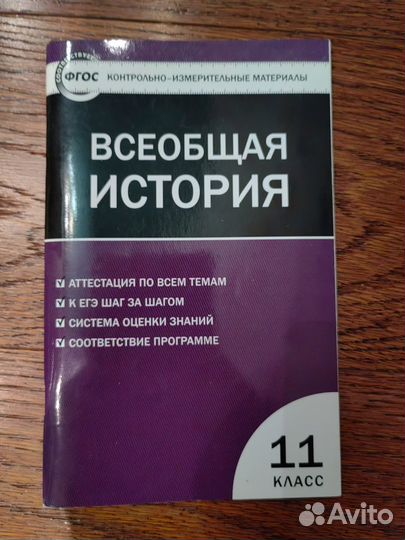 СООТВЕТСТВУЕТ
ФГОС
КОНТРОЛЬНО-ИЗМЕРИТЕЛЬНЫЕ МАТЕРИАЛЫ
ВСЕОБЩАЯ
ИСТОРИЯ
АТТЕСТАЦИЯ ПО ВСЕМ ТЕМАМ
К ЕГЭ ШАГ ЗА ШАГОМ
СИСТЕМА ОЦЕНКИ ЗНАНИЙ
СООТВЕТСТВИЕ ПРОГРАММЕ
11
КЛАСС
Avito